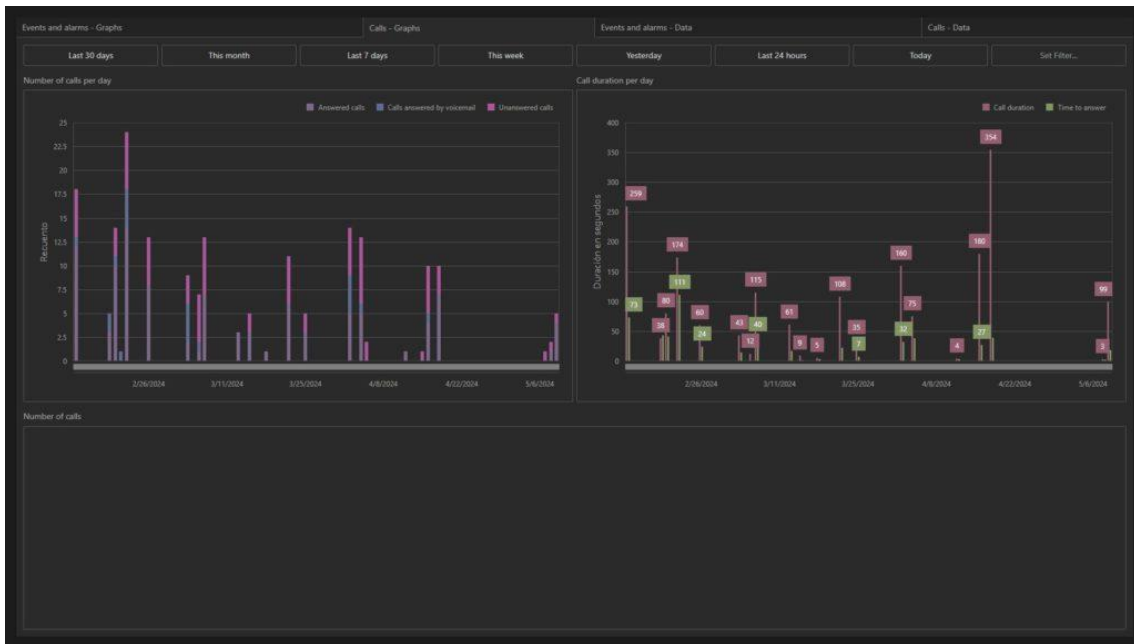 Events and alarms - Graphs
Calls - Graphs
Events and alarms - Data
Calls - Data
Last 30 days
This month
Last 7 days
This week
Yesterday
Last 24 hours
Today
Set Filter...
Number of calls per day
Answered calls
Calls answered by voicemail
Unanswered calls
Recuento
25
22.5
20
17.5
15
12.5
10
7.5
5
2.5
0
2/26/2024
3/11/2024
3/25/2024
4/8/2024
4/22/2024
5/6/2024
Call duration per day
Call duration
Time to answer
Duración en segundos
400
350
300
250
200
150
100
50
0
259
73
38
80
174
111
60
24
43
12
115
40
61
9
5
108
35
7
160
32
75
4
180
27
354
99
3
2/26/2024
3/11/2024
3/25/2024
4/8/2024
4/22/2024
5/6/2024
Number of calls